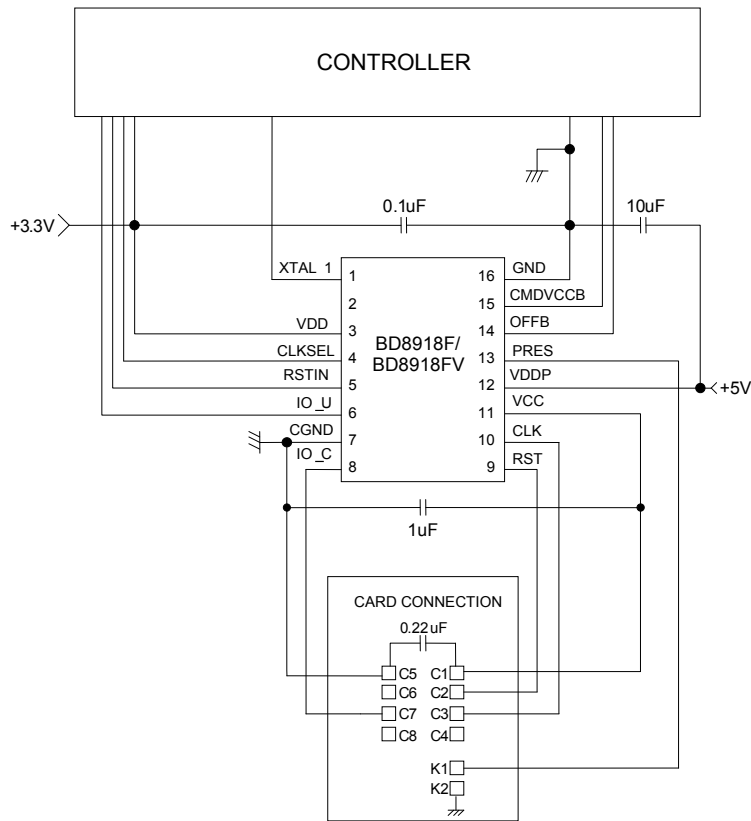 CONTROLLER
+3.3V
0.1uF
10uF
XTAL_1
1
16
GND
2
15
CMDVCCB
VDD
3
14
OFFB
BD8918F/
BD8918FV
CLKSEL
4
13
PRES
RSTIN
5
12
VDDP
+5V
IO_U
6
11
VCC
CGND
7
10
CLK
IO_C
8
9
RST
1uF
CARD CONNECTION
0.22uF
C5 C1
C6 C2
C7 C3
C8 C4
K1
K2